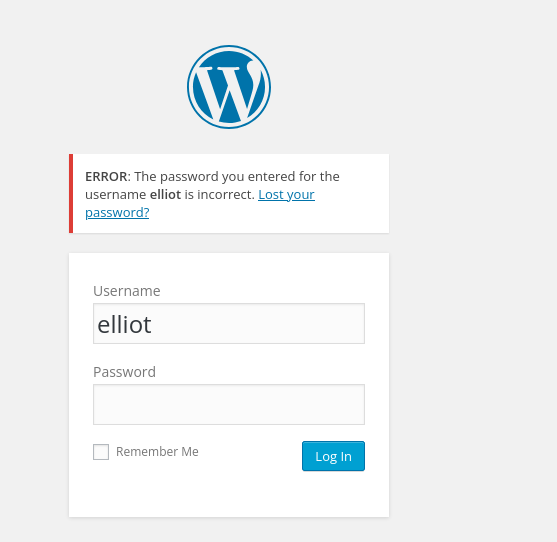 ERROR: The password you entered for the
username elliot is incorrect. Lost your
password?
Username
elliot
Password
Remember Me
Log In